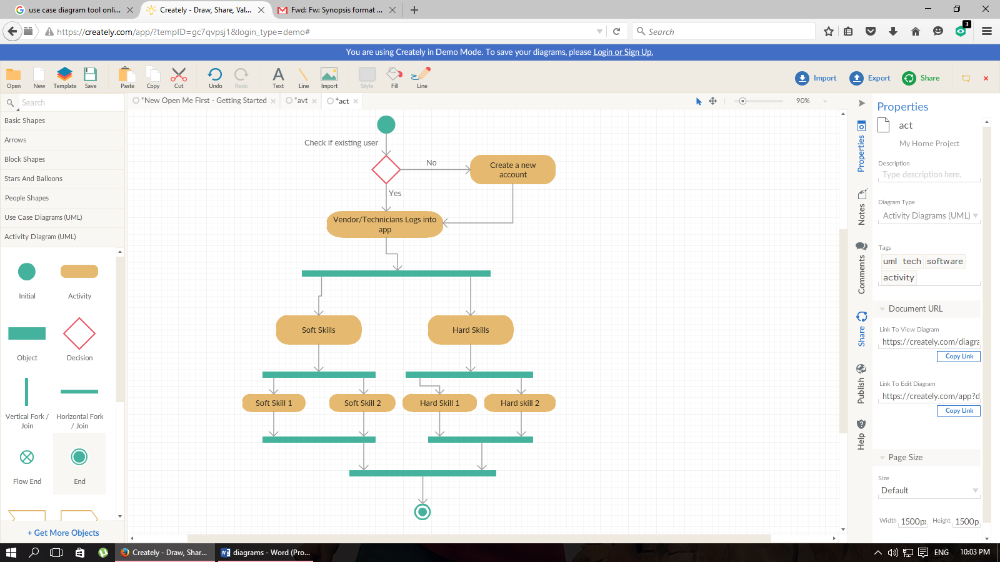 use case diagram tool onli...
Creately - Draw, Share, Val...
Fwd: Fw: Synopsis format ...
https://creately.com/app/?tempID=gc7qvpsj1&login_type=demo#
Search
3
You are using Creately in Demo Mode. To save your diagrams, please Login or Sign Up.
Open
New
Template
Save
Paste
Copy
Cut
Undo
Redo
Text
Line
Import
Style
Fill
Line
Import
Export
Share
Search
*New Open Me First - Getting Started
*avt
*act
90%
Basic Shapes
Arrows
Block Shapes
Stars And Balloons
People Shapes
Use Case Diagrams (UML)
Activity Diagram (UML)
Initial
Activity
Object
Decision
Vertical Fork /
Join
Horizontal Fork
/ Join
Flow End
End
+ Get More Objects
Check if existing user
No
Create a new
account
Yes
Vendor/Technicians Logs into
app
Soft Skills
Hard Skills
Soft Skill 1
Soft Skill 2
Hard Skill 1
Hard skill 2
Properties
Notes
Comments
Share
Publish
Help
Properties
act
My Home Project
Description
Type description here.
Diagram Type
Activity Diagrams (UML)
Tags
uml tech software
activity
Document URL
Link To View Diagram
https://creately.com/diagra
Copy Link
Link To Edit Diagram
https://creately.com/app?d
Copy Link
Page Size
Size
Default
Width 1500px Height 1500px
Creately - Draw, Shar...
diagrams - Word (Pro...
ENG
10:03 PM